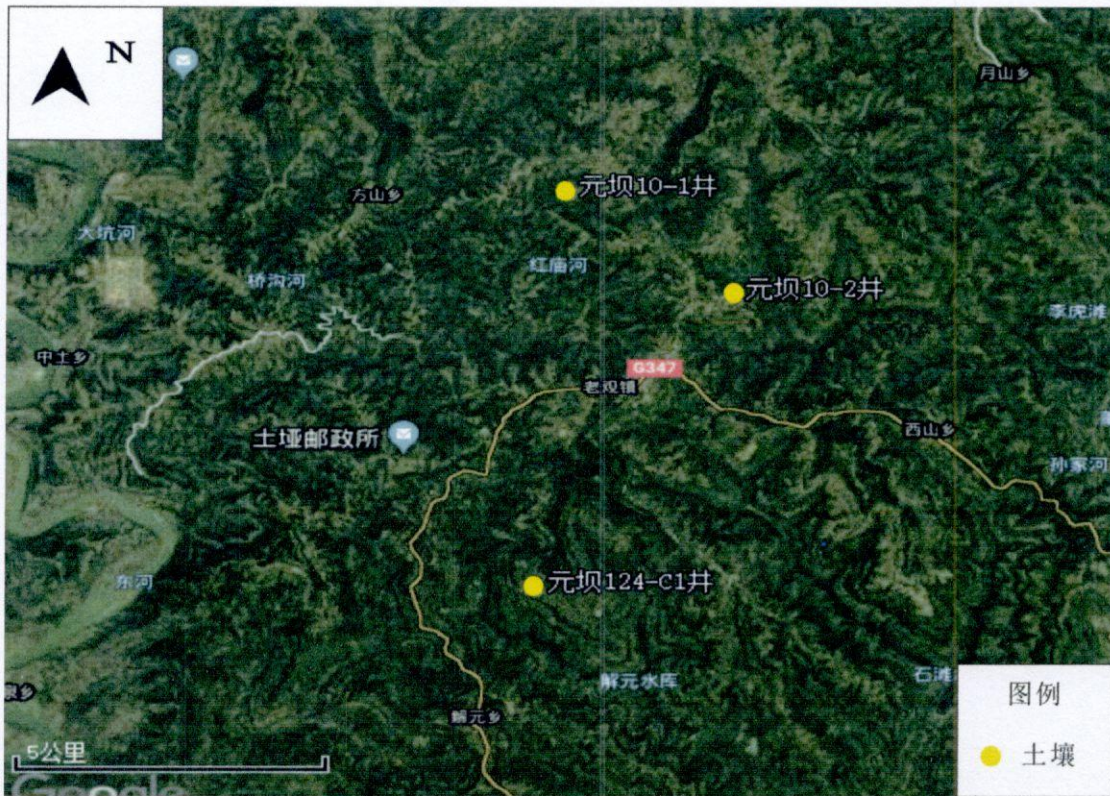 N
月山乡
元坝10-1井
方山乡
大坑河
红庙河
桥沟河
元坝10-2井
李虎滩
中土乡
G347
老观镇
西山乡
土垭邮政所
孙家河
东河
元坝124-C1井
解元水库
石滩
图例
泉乡
解元乡
5公里
土壤
Google